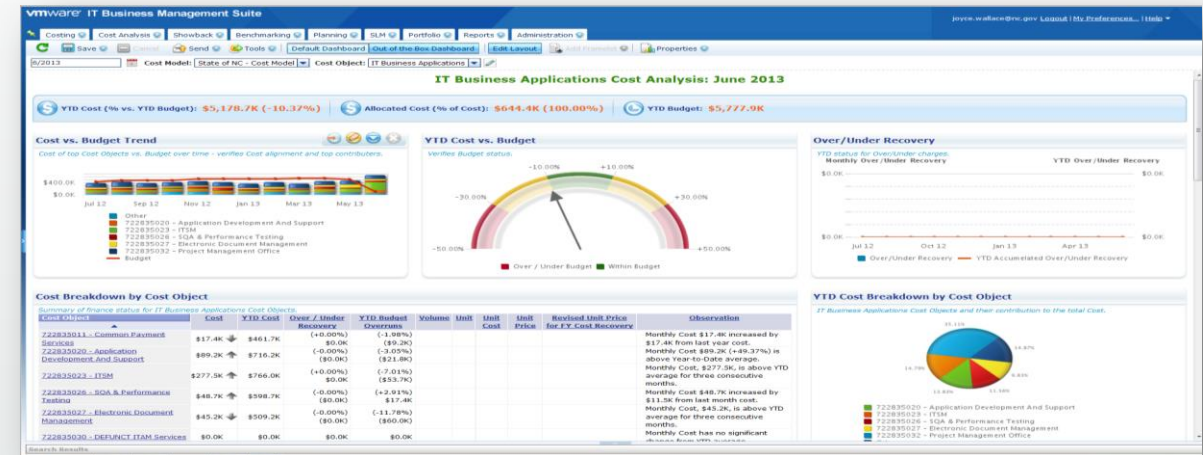 vmware IT Business Management Suite
joyce.wallace@nc.gov Logout | My Preferences... | Help
Costing Cost Analysis Showback Benchmarking Planning SLM Portfolio Reports Administration
Save Cancel Send Tools Default Dashboard Out of the Box Dashboard Edit Layout Add Framelet Properties
6/2013 Cost Model: State of NC - Cost Model Cost Object: IT Business Applications
IT Business Applications Cost Analysis: June 2013
YTD Cost (% vs. YTD Budget): $5,178.7K (-10.37%) Allocated Cost (% of Cost): $644.4K (100.00%) YTD Budget: $5,777.9K
Cost vs. Budget Trend
Cost of top Cost Objects vs. Budget over time - verifies Cost alignment and top contributers.
$400.0K
$0.0K
Jul 12 Sep 12 Nov 12 Jan 13 Mar 13 May 13
Other
722835020 - Application Development And Support
722835023 - ITSM
722835026 - SQA & Performance Testing
722835027 - Electronic Document Management
722835032 - Project Management Office
Budget
YTD Cost vs. Budget
Verifies Budget status.
-10.00% +10.00%
-30.00% +30.00%
-50.00% +50.00%
Over / Under Budget Within Budget
Over/Under Recovery
YTD status for Over/Under charges.
Monthly Over/Under Recovery YTD Over/Under Recovery
$0.0K $0.0K
$0.0K $0.0K
Jul 12 Oct 12 Jan 13 Apr 13
Over/Under Recovery YTD Accumulated Over/Under Recovery
Cost Breakdown by Cost Object
Summary of finance status for IT Business Applications Cost Objects.
Cost Object Cost YTD Cost Over / Under Recovery YTD Budget Overruns Volume Unit Unit Cost Unit Price Revised Unit Price for FY Cost Recovery Observation
722835011 - Common Payment Services $17.4K $461.7K (+0.00%) $0.0K (-1.98%) ($9.2K) Monthly Cost $17.4K increased by $17.4K from last year cost.
722835020 - Application Development And Support $89.2K $716.2K (-0.00%) ($0.0K) (-3.05%) ($21.8K) Monthly Cost $89.2K (+49.37%) is above Year-to-Date average.
722835023 - ITSM $277.5K $766.0K (+0.00%) $0.0K (-7.01%) ($53.7K) Monthly Cost, $277.5K, is above YTD average for three consecutive months.
722835026 - SQA & Performance Testing $48.7K $598.7K (-0.00%) ($0.0K) (+2.91%) $17.4K Monthly Cost $48.7K increased by $11.5K from last month cost.
722835027 - Electronic Document Management $45.2K $509.2K (-0.00%) ($0.0K) (-11.78%) ($60.0K) Monthly Cost, $45.2K, is above YTD average for three consecutive months.
722835030 - DEFUNCT ITAM Services $0.0K $0.0K $0.0K $0.0K Monthly Cost has no significant
YTD Cost Breakdown by Cost Object
IT Business Applications Cost Objects and their contribution to the total Cost.
14.79%
722835020 - Application Development And Support
722835023 - ITSM
722835026 - SQA & Performance Testing
722835027 - Electronic Document Management
722835032 - Project Management Office
Search Results